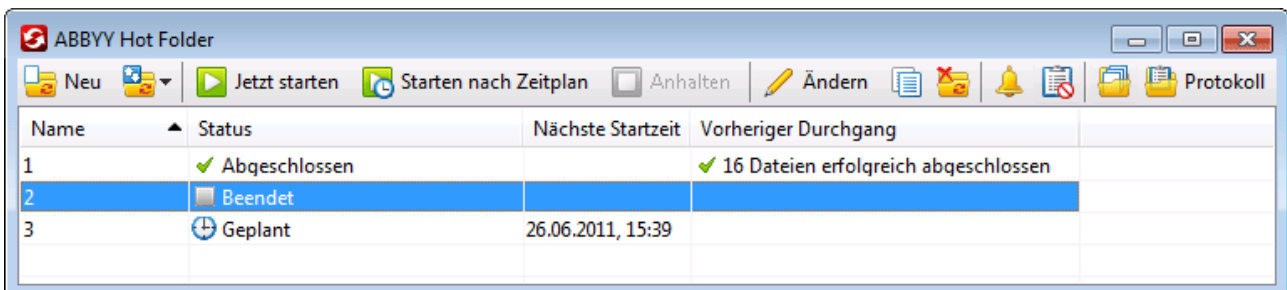 ABBYY Hot Folder
Neu Jetzt starten Starten nach Zeitplan Anhalten Ändern Protokoll
Name Status Nächste Startzeit Vorheriger Durchgang
1 Abgeschlossen 16 Dateien erfolgreich abgeschlossen
2 Beendet
3 Geplant 26.06.2011, 15:39